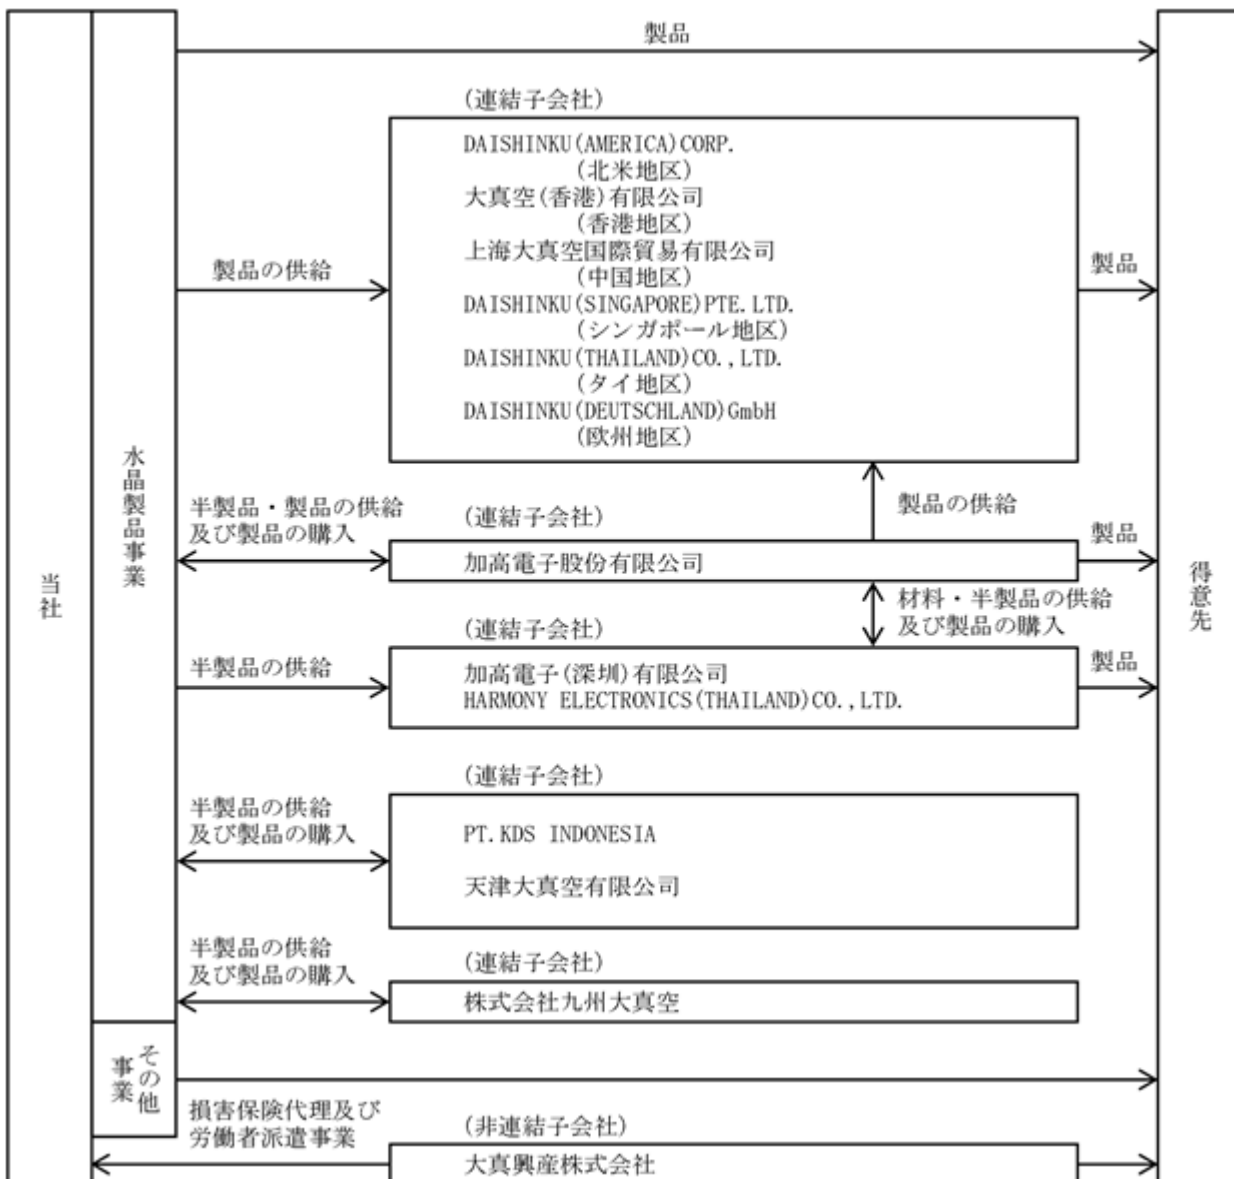 製品
(連結子会社)
DAISHINKU(AMERICA)CORP.
(北米地区)
大真空(香港)有限公司
(香港地区)
上海大真空国際貿易有限公司
(中国地区)
DAISHINKU(SINGAPORE)PTE.LTD.
(シンガポール地区)
DAISHINKU(THAILAND)CO.,LTD.
(タイ地区)
DAISHINKU(DEUTSCHLAND)GmbH
(欧州地区)
製品の供給
製品
当社
水晶製品事業
得意先
半製品・製品の供給
及び製品の購入
(連結子会社)
加高電子股份有限公司
製品の供給
製品
材料・半製品の供給
及び製品の購入
(連結子会社)
半製品の供給
加高電子(深圳)有限公司
HARMONY ELECTRONICS(THAILAND)CO.,LTD.
製品
(連結子会社)
半製品の供給
及び製品の購入
PT.KDS INDONESIA
天津大真空有限公司
半製品の供給
及び製品の購入
(連結子会社)
株式会社九州大真空
その他
事業
損害保険代理及び
労働者派遣事業
(非連結子会社)
大真興産株式会社